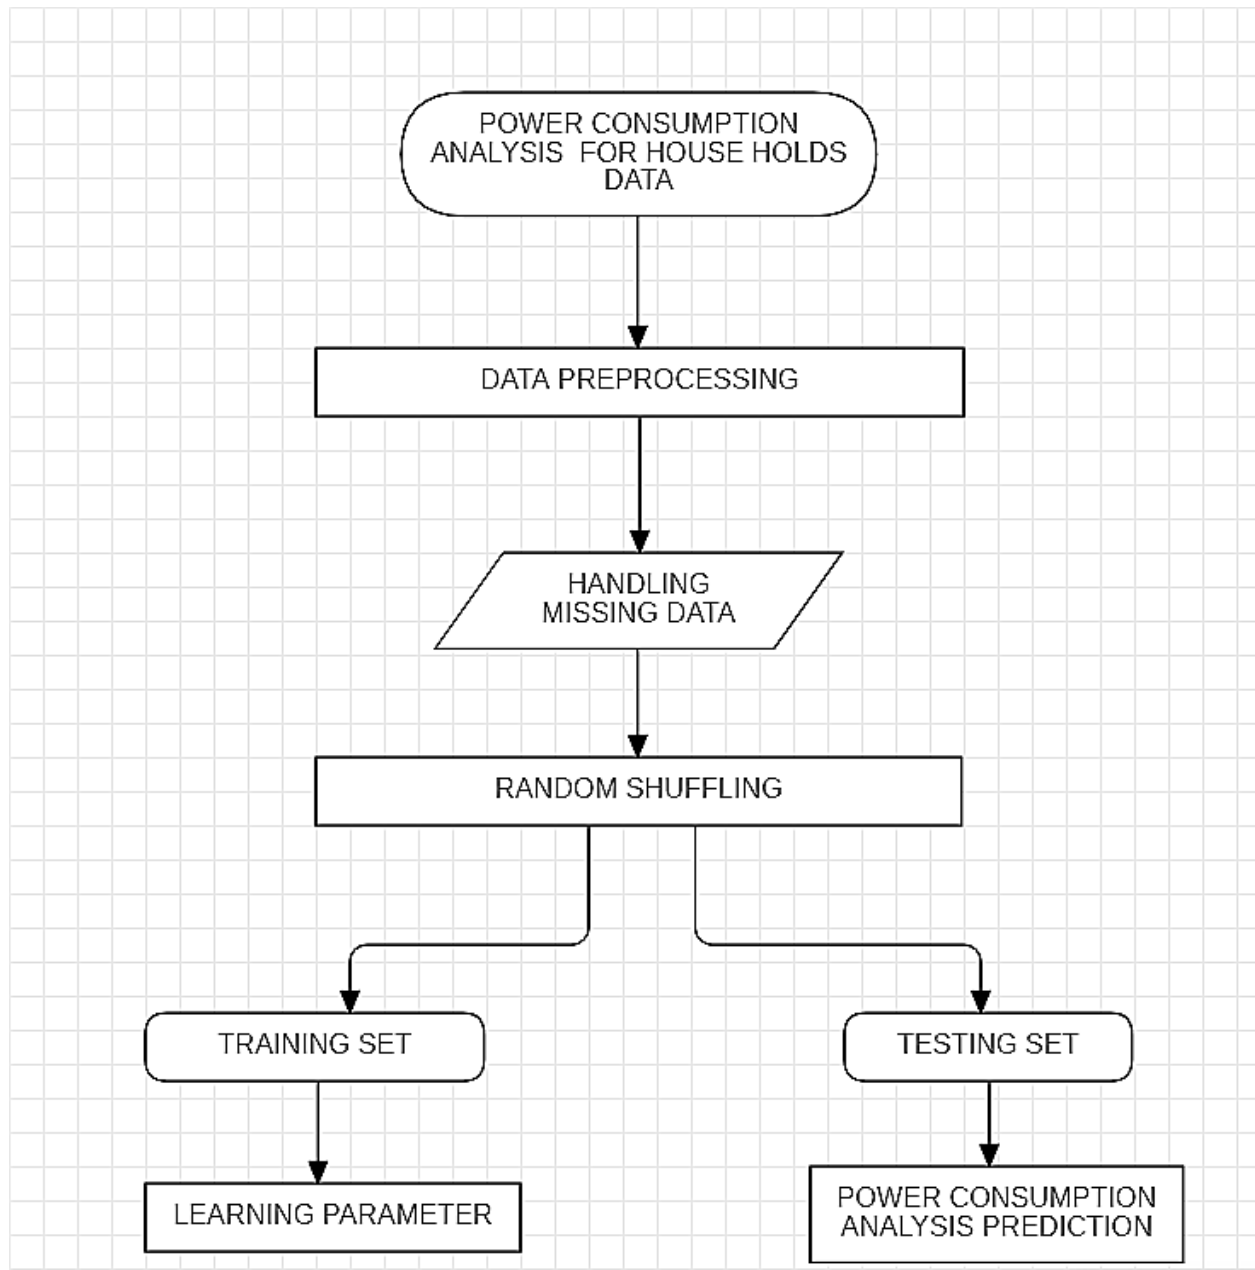 POWER CONSUMPTION
ANALYSIS  FOR HOUSE HOLDS
DATA
DATA PREPROCESSING
HANDLING
MISSING DATA
RANDOM SHUFFLING
TRAINING SET
TESTING SET
LEARNING PARAMETER
POWER CONSUMPTION
ANALYSIS PREDICTION